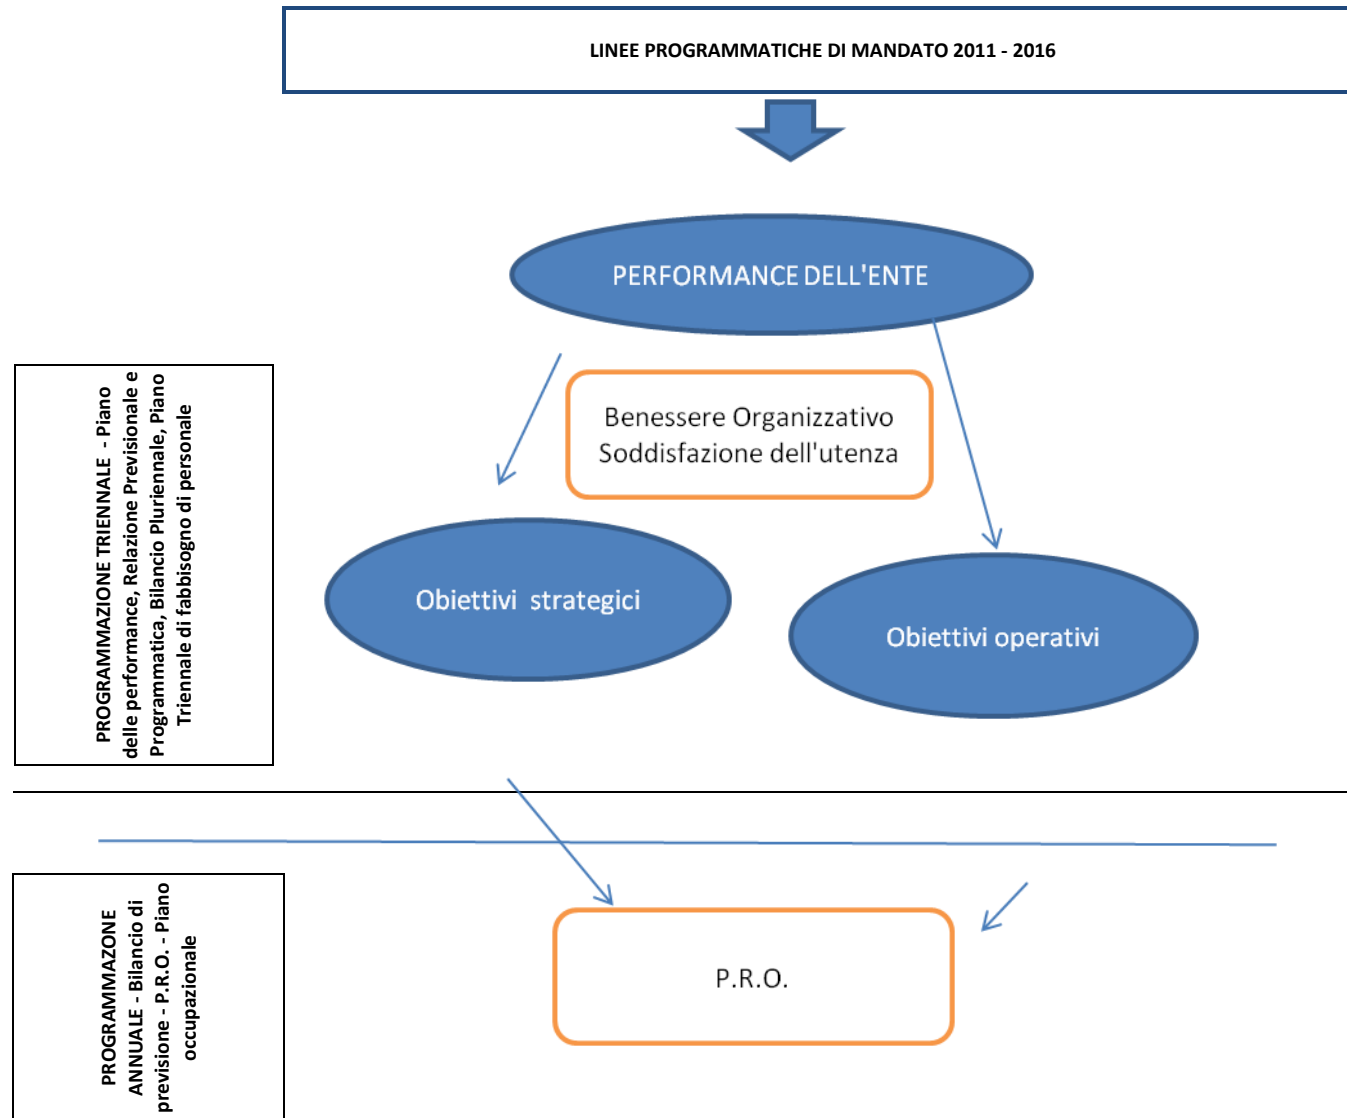 LINEE PROGRAMMATICHE DI MANDATO 2011 - 2016
PERFORMANCE DELL'ENTE
PROGRAMMAZIONE TRIENNALE - Piano
delle performance, Relazione Previsionale e
Programmatica, Bilancio Pluriennale, Piano
Triennale di fabbisogno di personale
Benessere Organizzativo
Soddisfazione dell'utenza
Obiettivi strategici
Obiettivi operativi
PROGRAMMAZONE
ANNUALE - Bilancio di
previsione - P.R.O. - Piano
occupazionale
P.R.O.